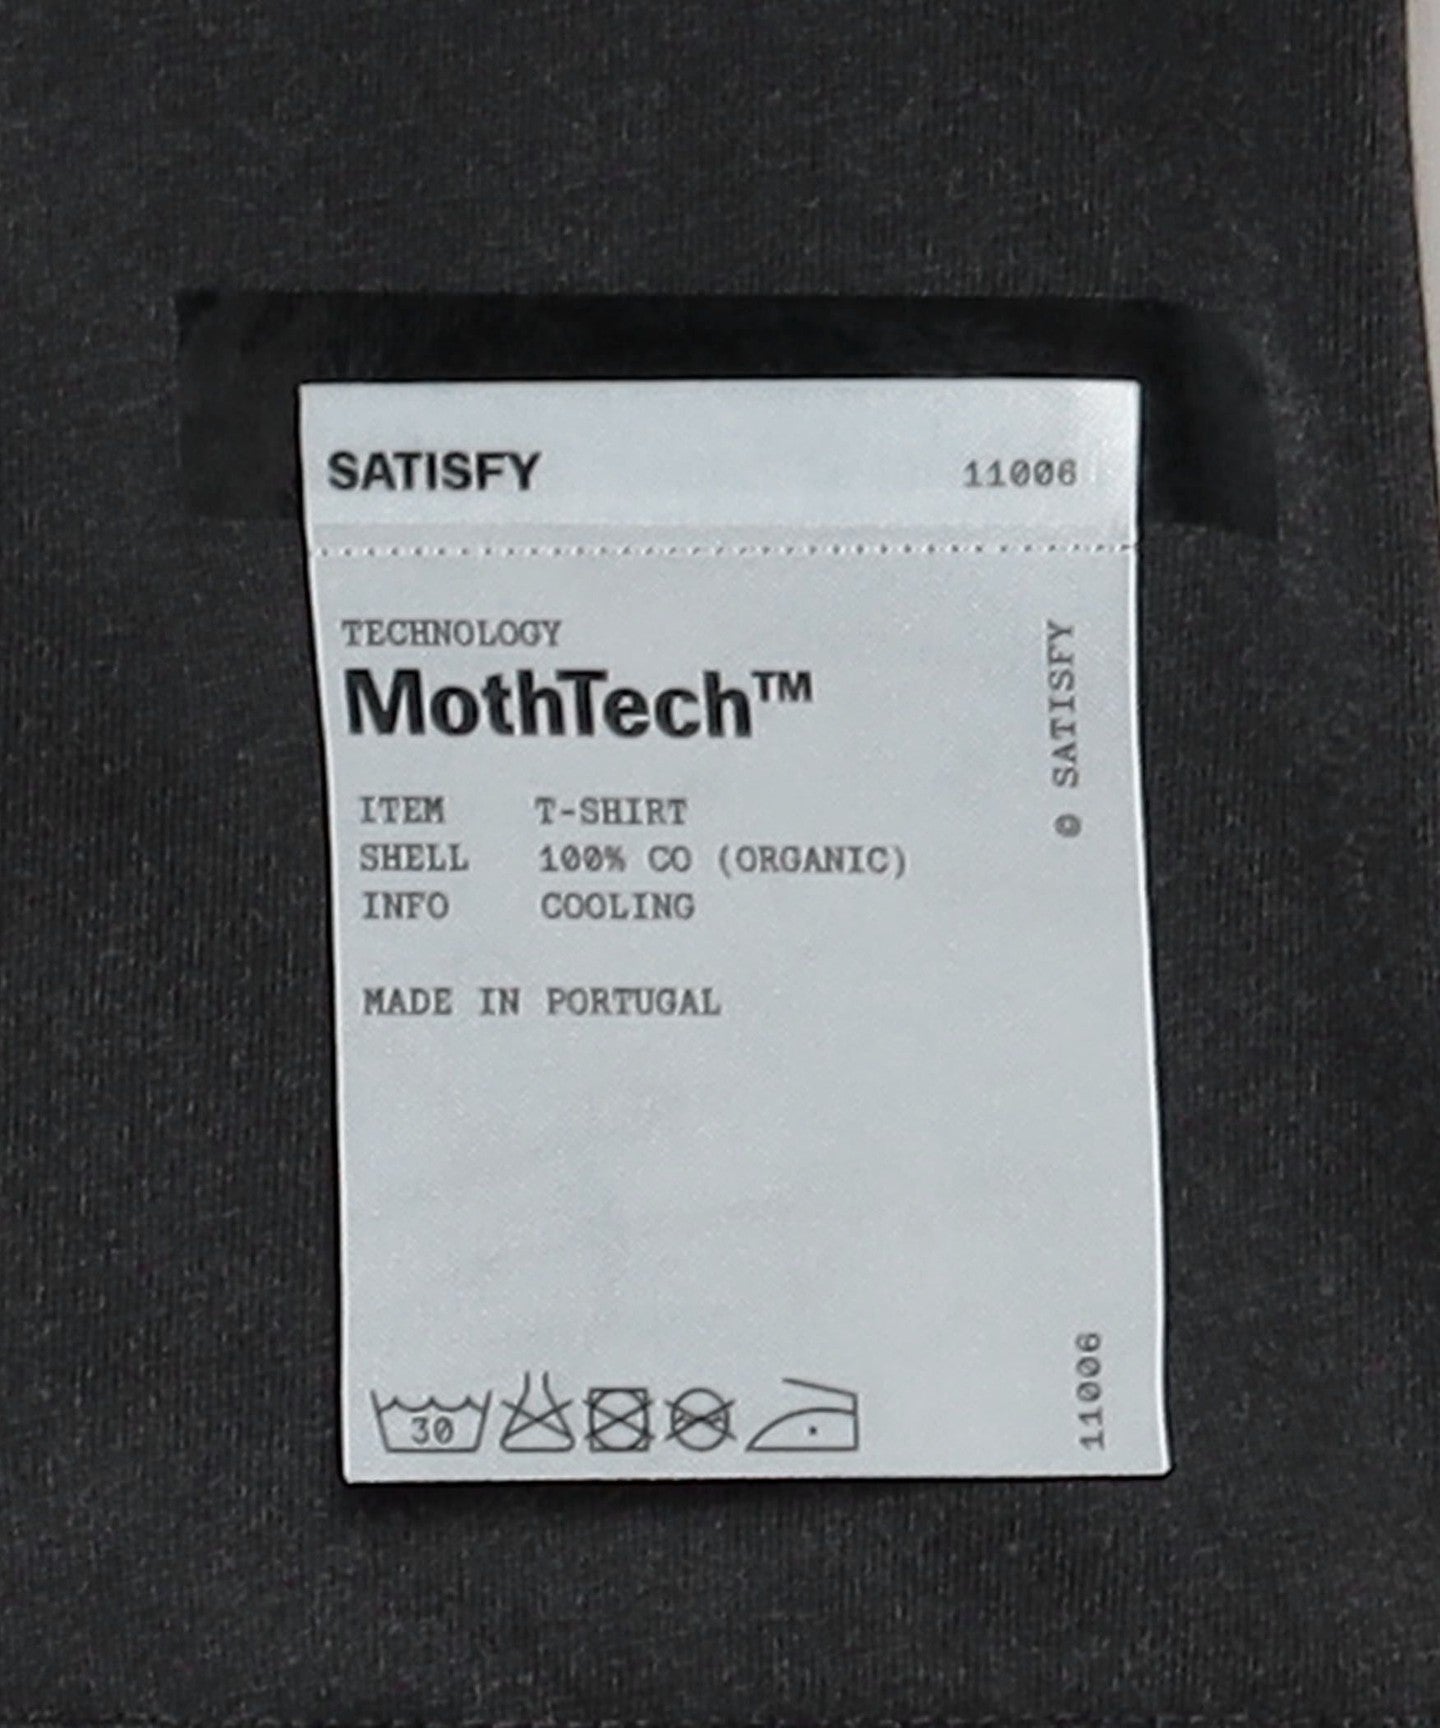 SATISFY 11006
TECHNOLOGY
MothTech™
© SATISFY
ITEM T-SHIRT
SHELL 100% CO (ORGANIC)
INFO COOLING
MADE IN PORTUGAL
30
11006